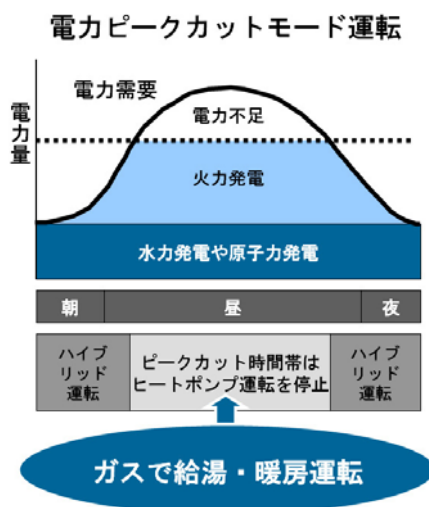 電力ピークカットモード運転
電力需要
電力不足
電力量
火力発電
水力発電や原子力発電
朝
昼
夜
ハイブ
リッド
運転
ピークカット時間帯は
ヒートポンプ運転を停止
ハイブ
リッド
運転
ガスで給湯・暖房運転